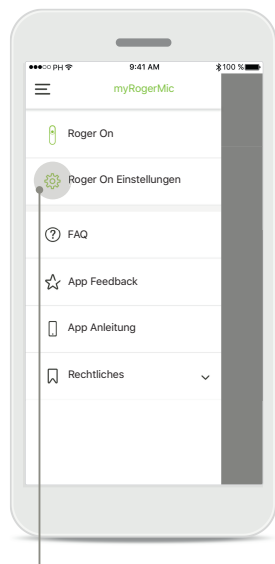 ●●●○○ PH 9:41 AM 100 %
myRogerMic
Roger On
Roger On Einstellungen
FAQ
App Feedback
App Anleitung
Rechtliches